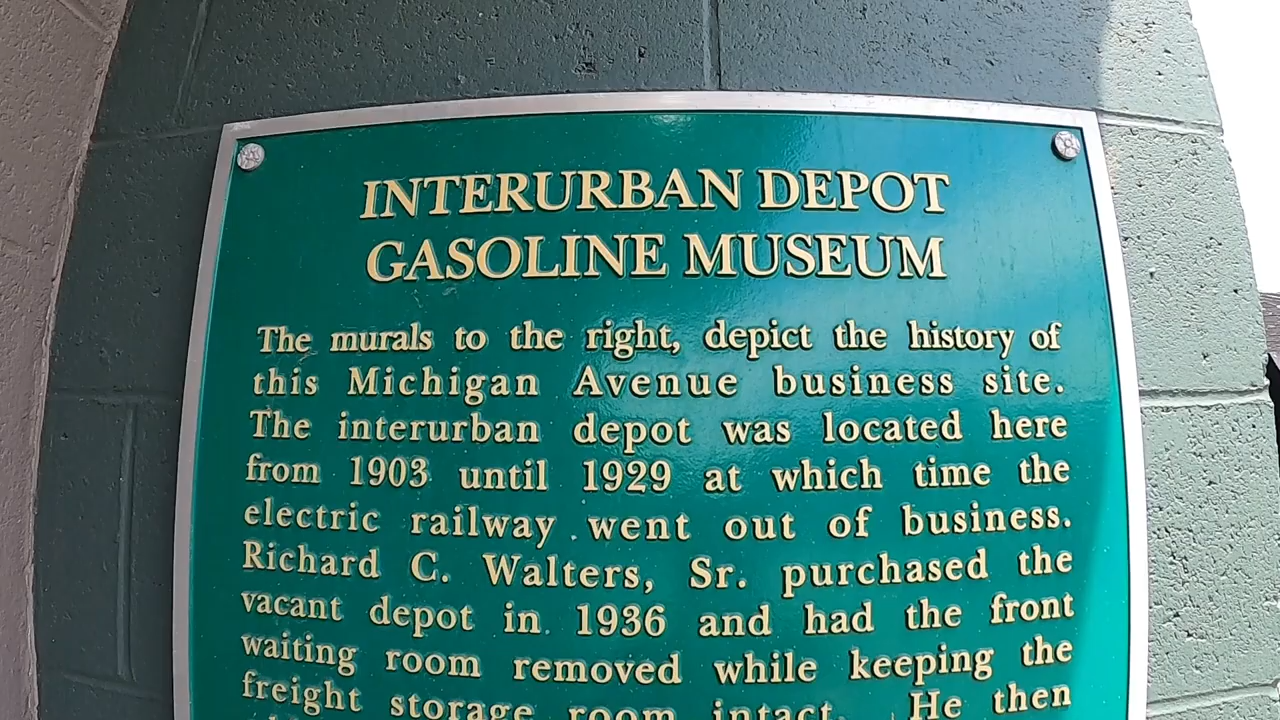 INTERURBAN DEPOT
GASOLINE MUSEUM
The murals to the right, depict the history of
this Michigan Avenue business site.
The interurban depot was located here
from 1903 until 1929 at which time the
electric railway went out of business.
Richard C. Walters, Sr. purchased the
vacant depot in 1936 and had the front
waiting room removed while keeping the
freight storage room intact. He then